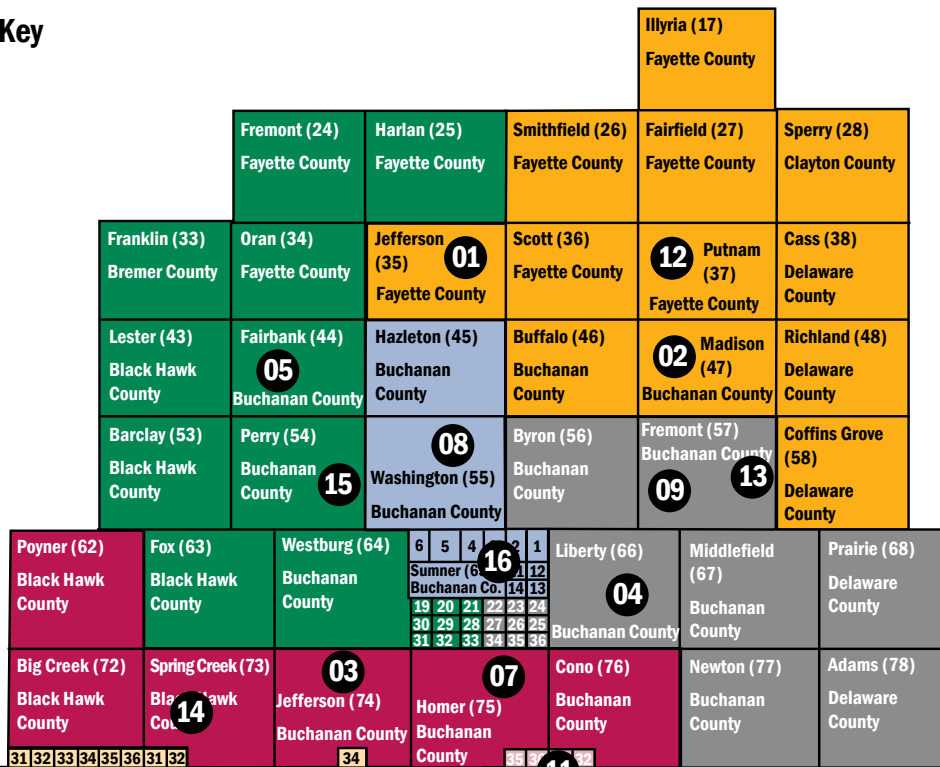 Key
Illyria (17)
Fayette County
Fremont (24)
Fayette County
Harlan (25)
Fayette County
Smithfield (26)
Fayette County
Fairfield (27)
Fayette County
Sperry (28)
Clayton County
Franklin (33)
Bremer County
Oran (34)
Fayette County
Jefferson
(35)
01
Fayette County
Scott (36)
Fayette County
12
Putnam
(37)
Fayette County
Cass (38)
Delaware
County
Lester (43)
Black Hawk
County
Fairbank (44)
05
Buchanan County
Hazleton (45)
Buchanan
County
Buffalo (46)
Buchanan
County
02
Madison
(47)
Buchanan County
Richland (48)
Delaware
County
Barclay (53)
Black Hawk
County
Perry (54)
Buchanan
County
15
08
Washington (55)
Buchanan County
Byron (56)
Buchanan
County
Fremont (57)
Buchanan County
09
13
Coffins Grove
(58)
Delaware
County
Poyner (62)
Black Hawk
County
Fox (63)
Black Hawk
County
Westburg (64)
Buchanan
County
6 5 4 2 1
16
Sumner 12
Buchanan Co. 14 13
19 20 21 22 23 24
30 29 28 27 26 25
31 32 33 34 35 36
Liberty (66)
04
Buchanan County
Middlefield
(67)
Buchanan
County
Prairie (68)
Delaware
County
Big Creek (72)
Black Hawk
County
Spring Creek (73)
14
03
Jefferson (74)
Buchanan County
07
Homer (75)
Buchanan
County
Cono (76)
Buchanan
County
Newton (77)
Buchanan
County
Adams (78)
Delaware
County
31 32 33 34 35 36 31 32
34
35
11
32